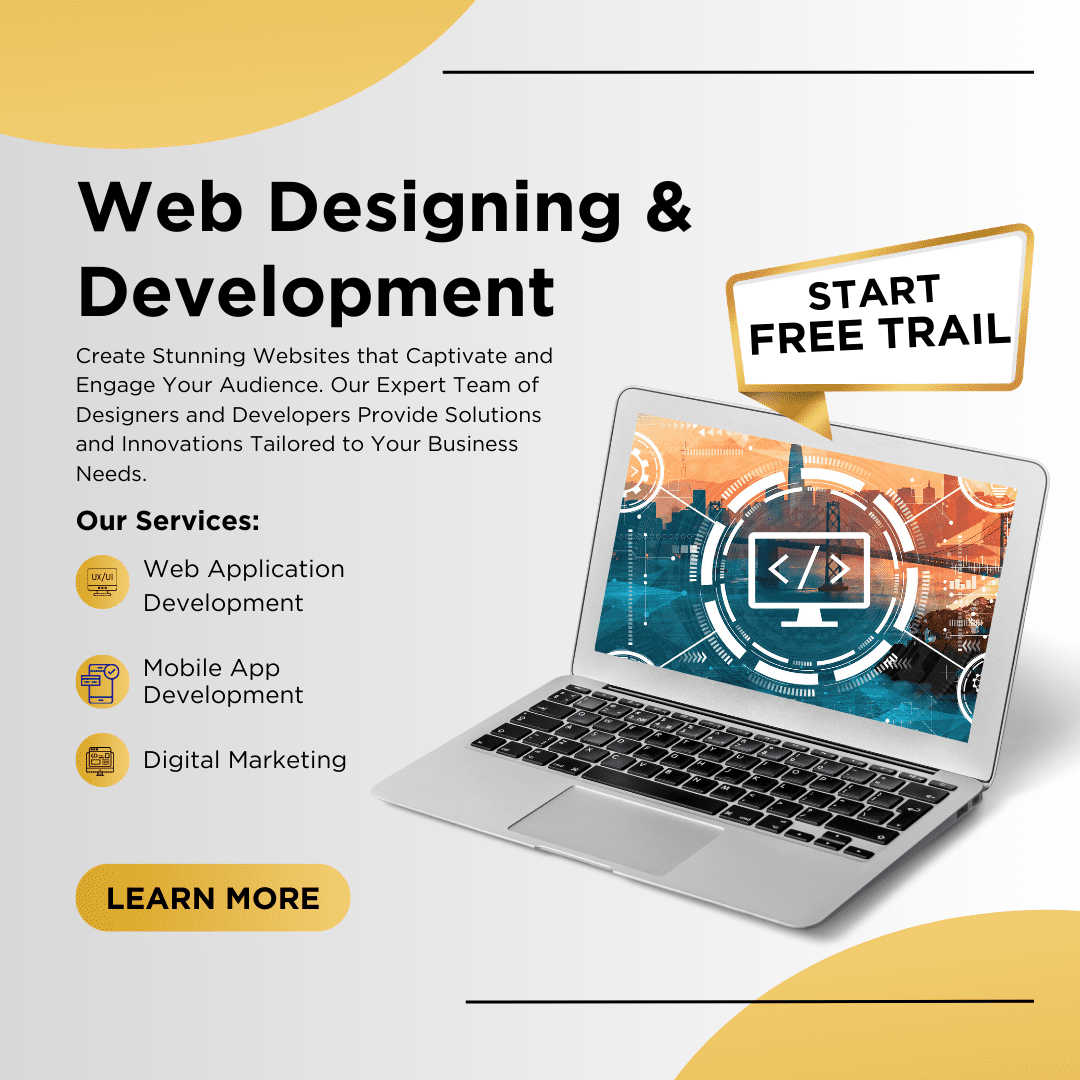 Web Designing &
Development
START
FREE TRAIL
Create Stunning Websites that Captivate and
Engage Your Audience. Our Expert Team of
Designers and Developers Provide Solutions
and Innovations Tailored to Your Business
Needs.
Our Services:
UX/UI
Web Application
Development
Mobile App
Development
Digital Marketing
LEARN MORE